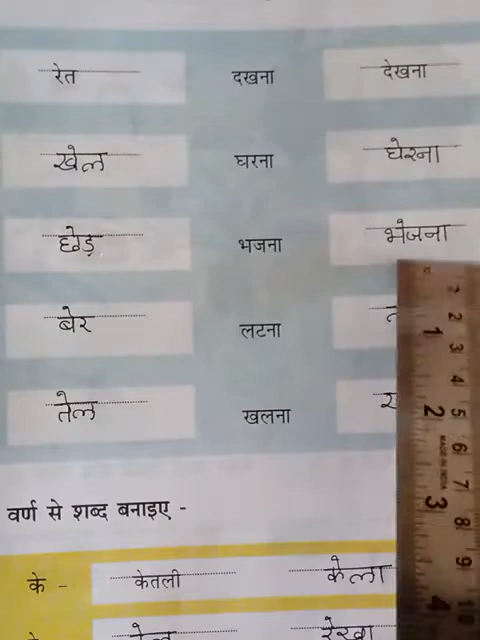 रेत दखना देखना
खेल घरना घेरना
छेड़ भजना भेजना
बेर लटना
तेल खलना
वर्ण से शब्द बनाइए -
के - केतली केला
रेखा